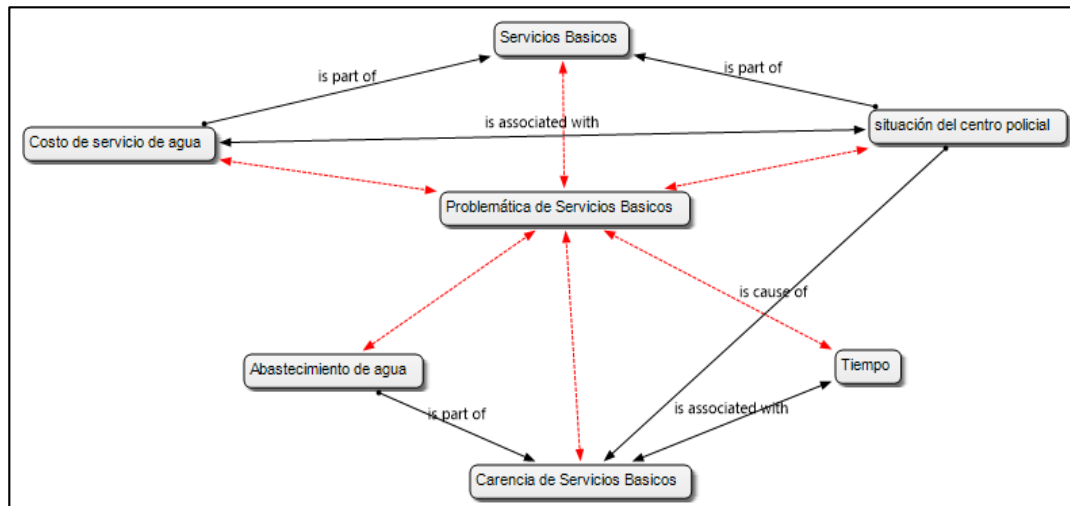 Servicios Basicos
is part of
is part of
is associated with
Costo de servicio de agua
situación del centro policial
Problemática de Servicios Basicos
is cause of
Abastecimiento de agua
Tiempo
is part of
is associated with
Carencia de Servicios Basicos